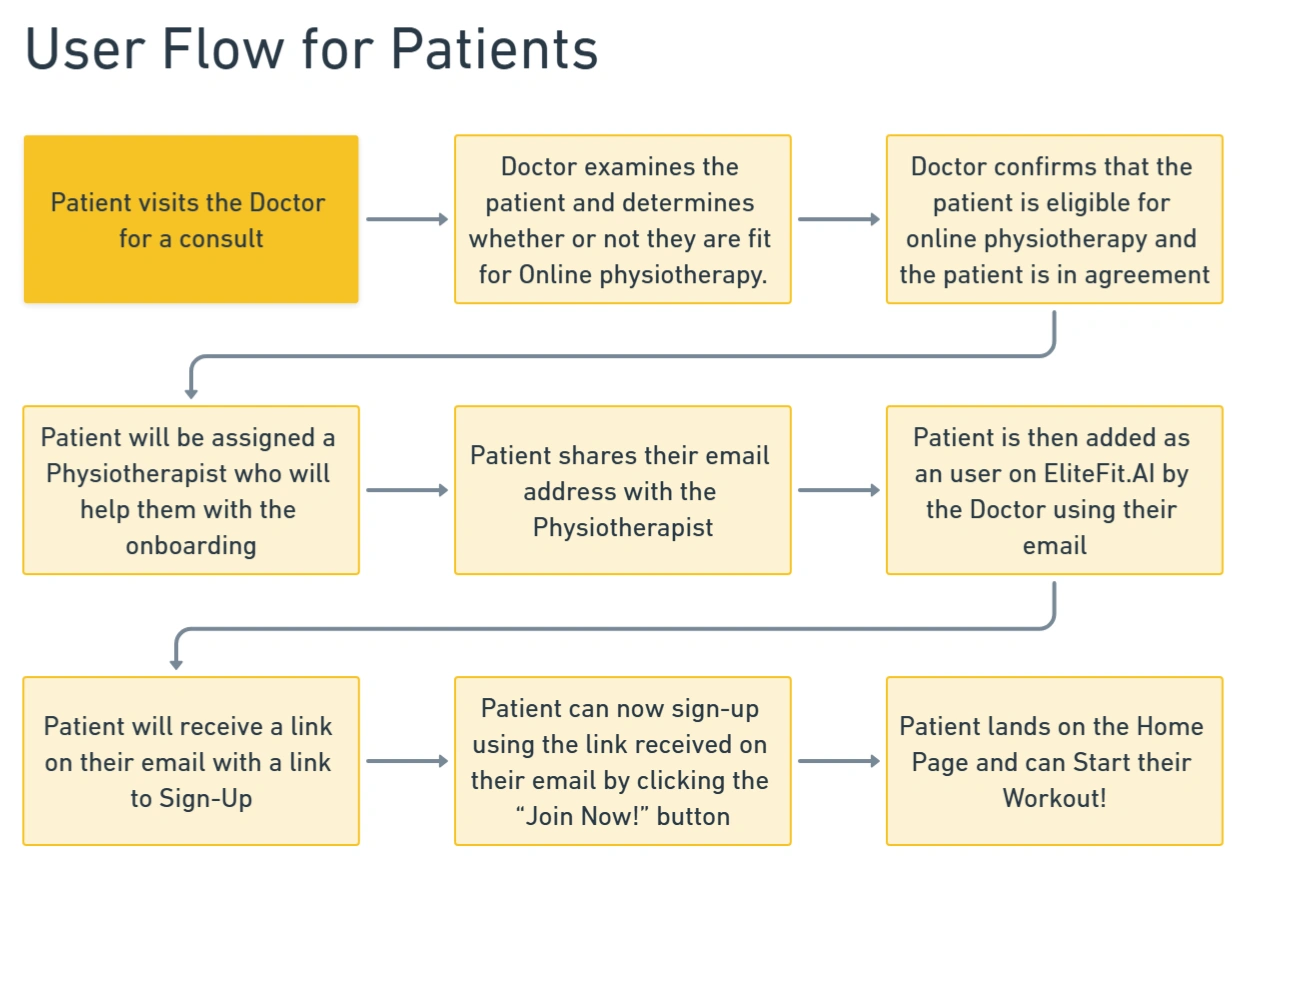 User Flow for Patients
Patient visits the Doctor
for a consult
Doctor examines the
patient and determines
whether or not they are fit
for Online physiotherapy.
Doctor confirms that the
patient is eligible for
online physiotherapy and
the patient is in agreement
Patient will be assigned a
Physiotherapist who will
help them with the
onboarding
Patient shares their email
address with the
Physiotherapist
Patient is then added as
an user on EliteFit.AI by
the Doctor using their
email
Patient will receive a link
on their email with a link
to Sign-Up
Patient can now sign-up
using the link received on
their email by clicking the
“Join Now!” button
Patient lands on the Home
Page and can Start their
Workout!